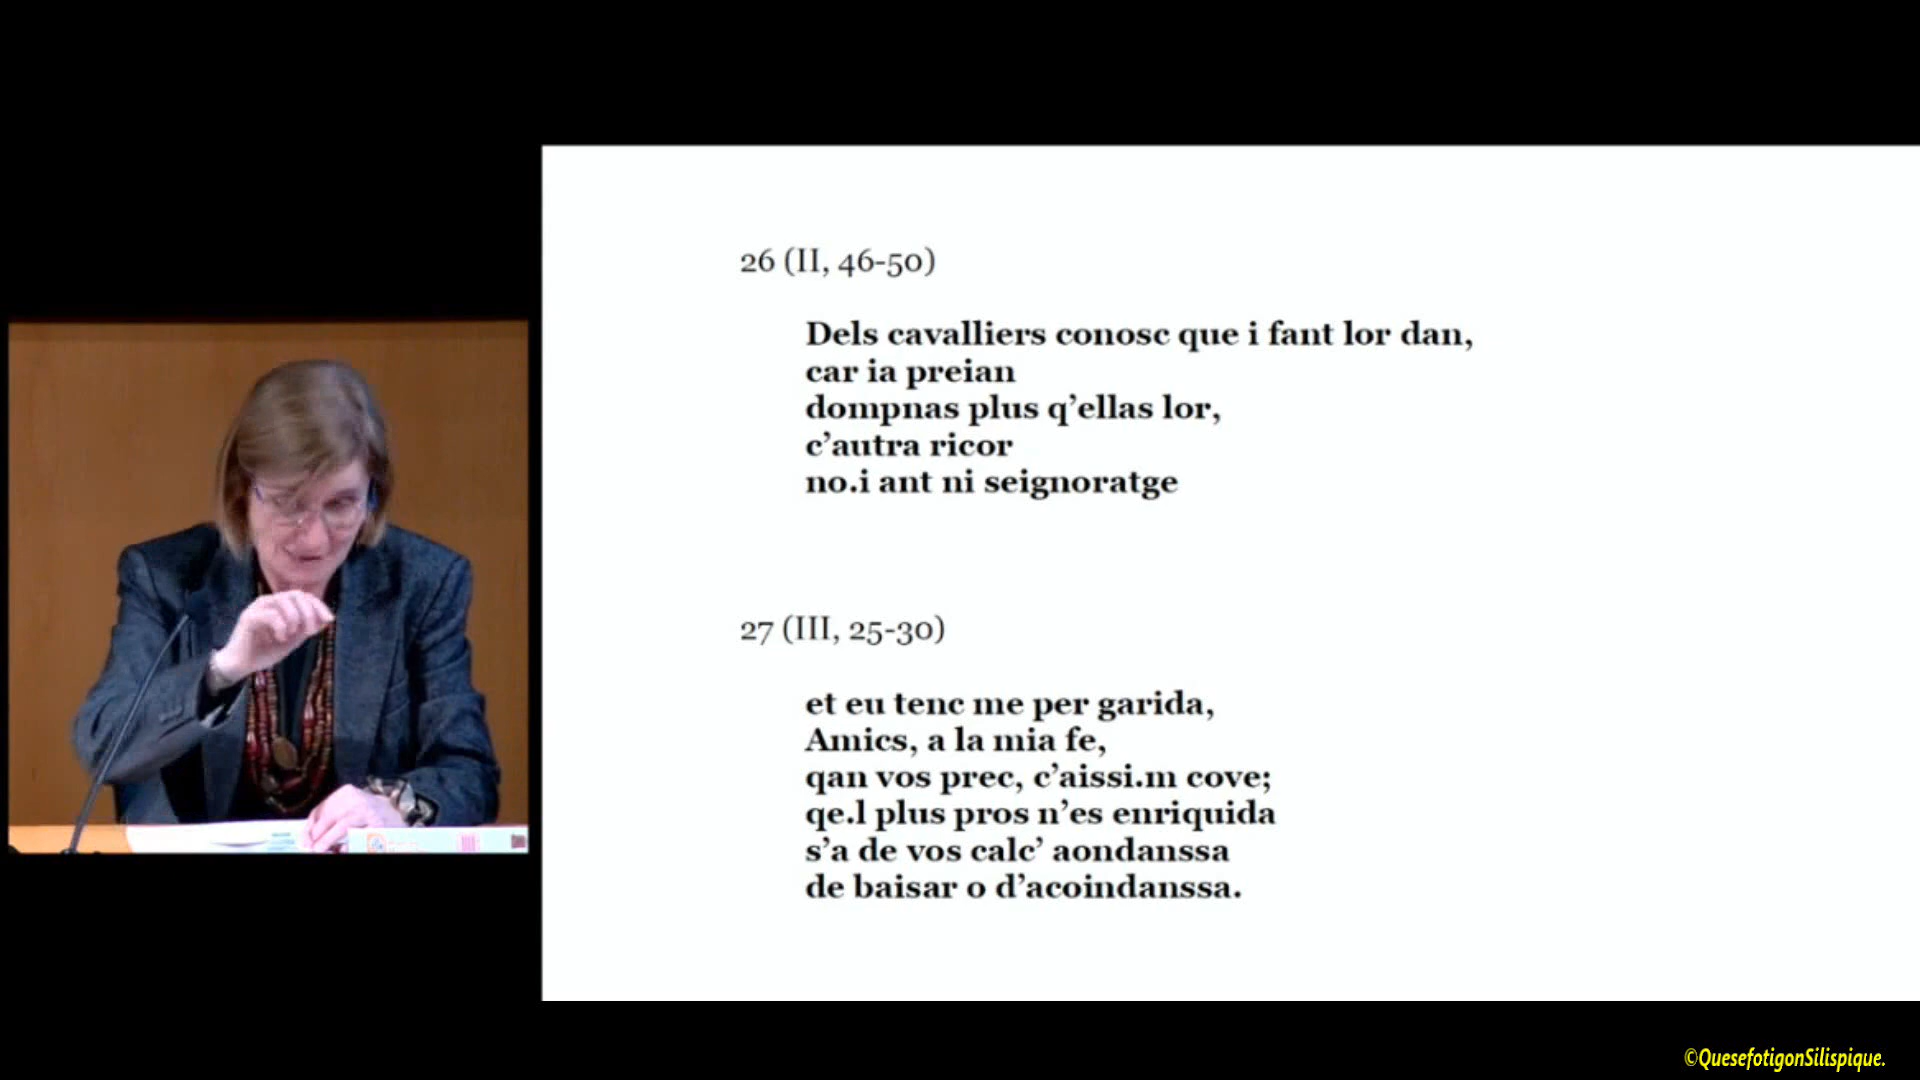 26 (II, 46-50)
Dels cavalliers conosc que i fant lor dan,
car ia preian
dompnas plus q’ellas lor,
c’autra ricor
no.i ant ni seignoratge
27 (III, 25-30)
et eu tenc me per garida,
Amics, a la mia fe,
qan vos prec, c’aissi.m cove;
qe.l plus pros n’es enriquida
s’a de vos calc’ aondanssa
de baisar o d’acoindanssa.
©QuesefotigonSilispique.